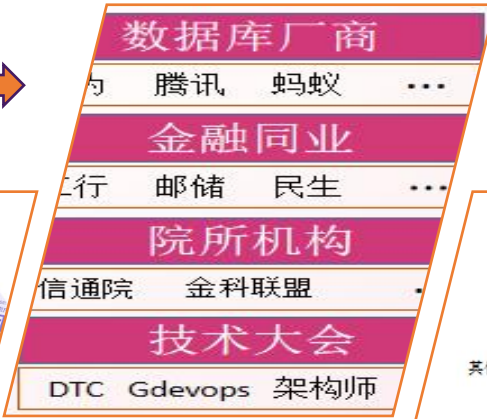 数据库厂商
腾讯 蚂蚁 ...
金融同业
行 邮储 民生 ...
院所机构
信通院 金科联盟
技术大会
DTC Gdevops 架构师